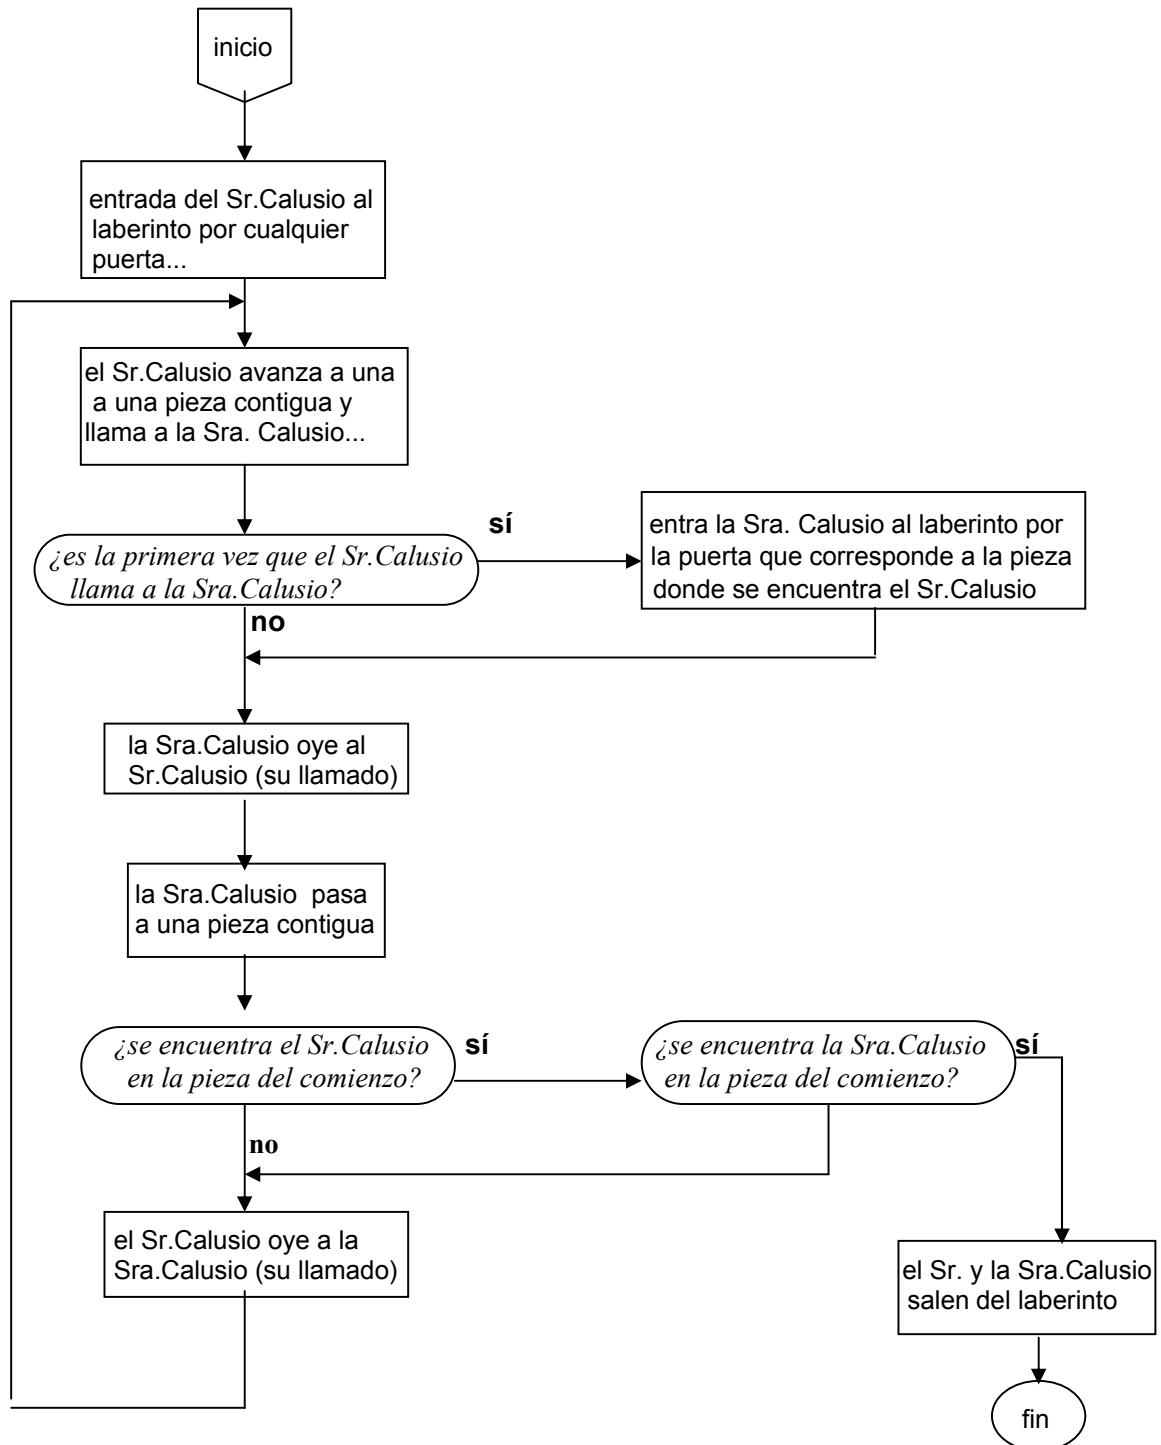 inicio
entrada del Sr.Calusio al
laberinto por cualquier
puerta...
el Sr.Calusio avanza a una
a una pieza contigua y
llama a la Sra. Calusio...
¿es la primera vez que el Sr.Calusio
llama a la Sra.Calusio?
sí
entra la Sra. Calusio al laberinto por
la puerta que corresponde a la pieza
donde se encuentra el Sr.Calusio
no
la Sra.Calusio oye al
Sr.Calusio (su llamado)
la Sra.Calusio pasa
a una pieza contigua
¿se encuentra el Sr.Calusio
en la pieza del comienzo?
sí
¿se encuentra la Sra.Calusio
en la pieza del comienzo?
sí
no
el Sr.Calusio oye a la
Sra.Calusio (su llamado)
el Sr. y la Sra.Calusio
salen del laberinto
fin